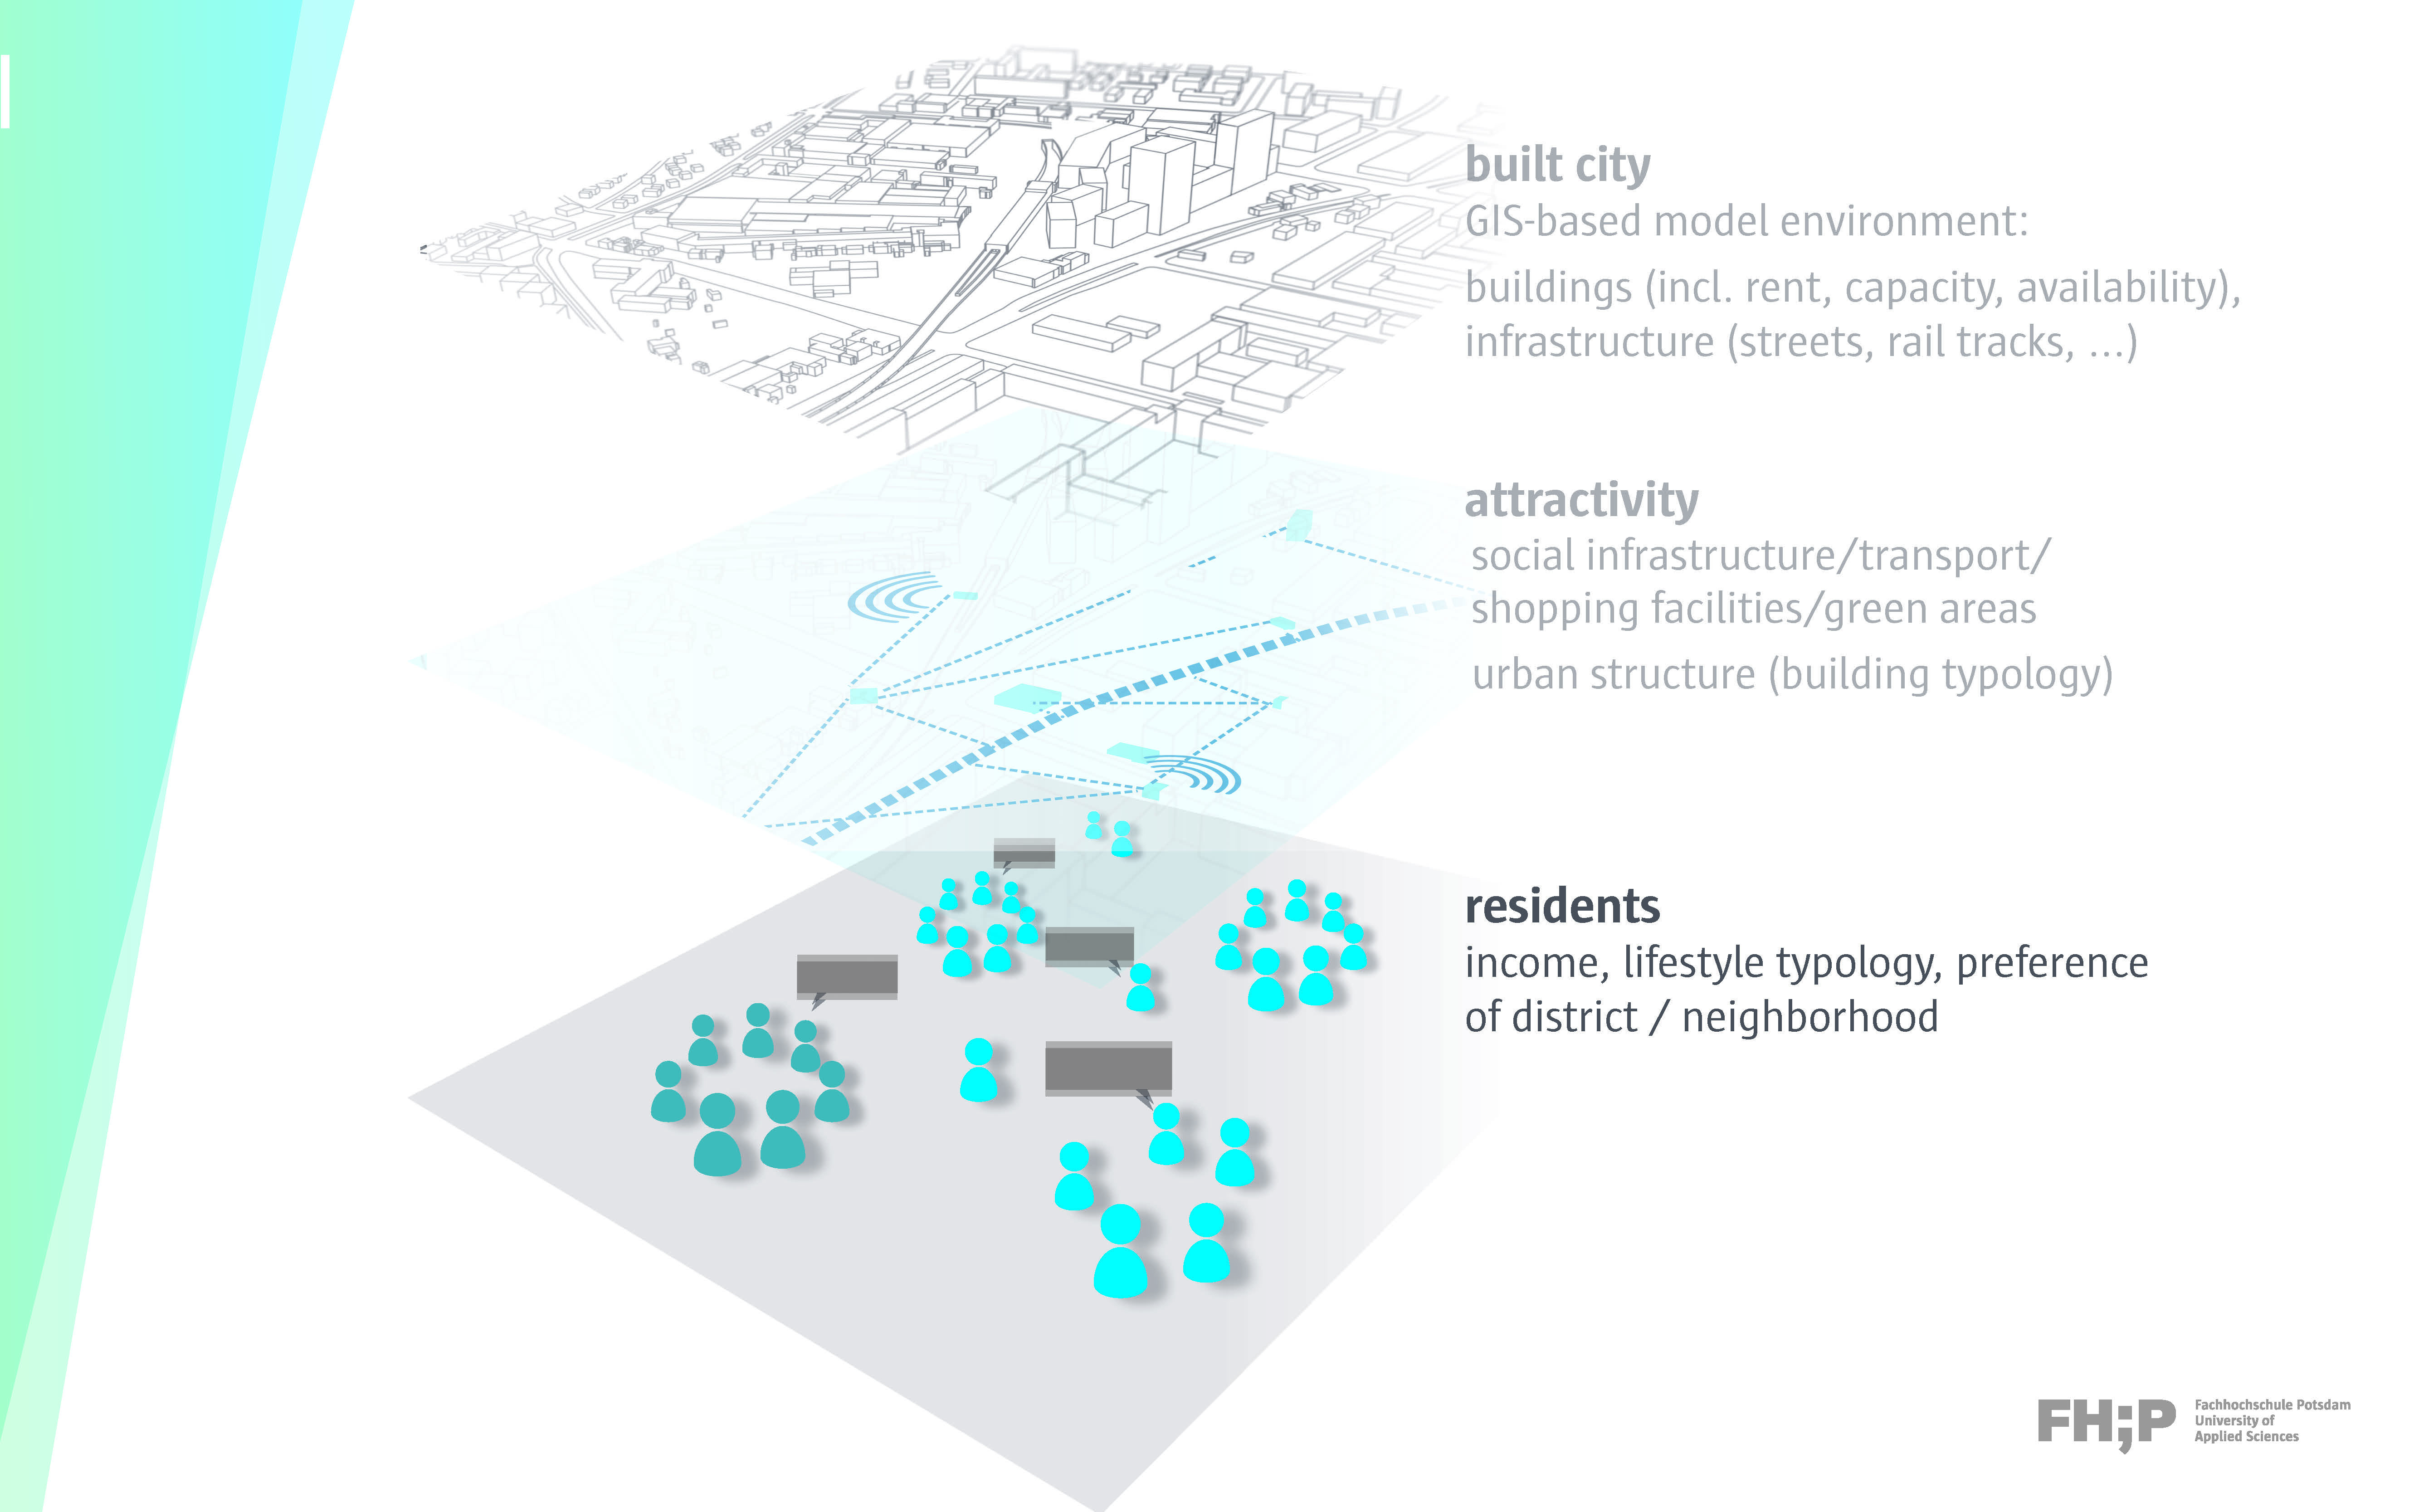 built city
GIS-based model environment:
buildings (incl. rent, capacity, availability),
infrastructure (streets, rail tracks, ...)
attractivity
social infrastructure/transport/
shopping facilities/green areas
urban structure (building typology)
residents
income, lifestyle typology, preference
of district / neighborhood
FH;P
Fachhochschule Potsdam
University of
Applied Sciences